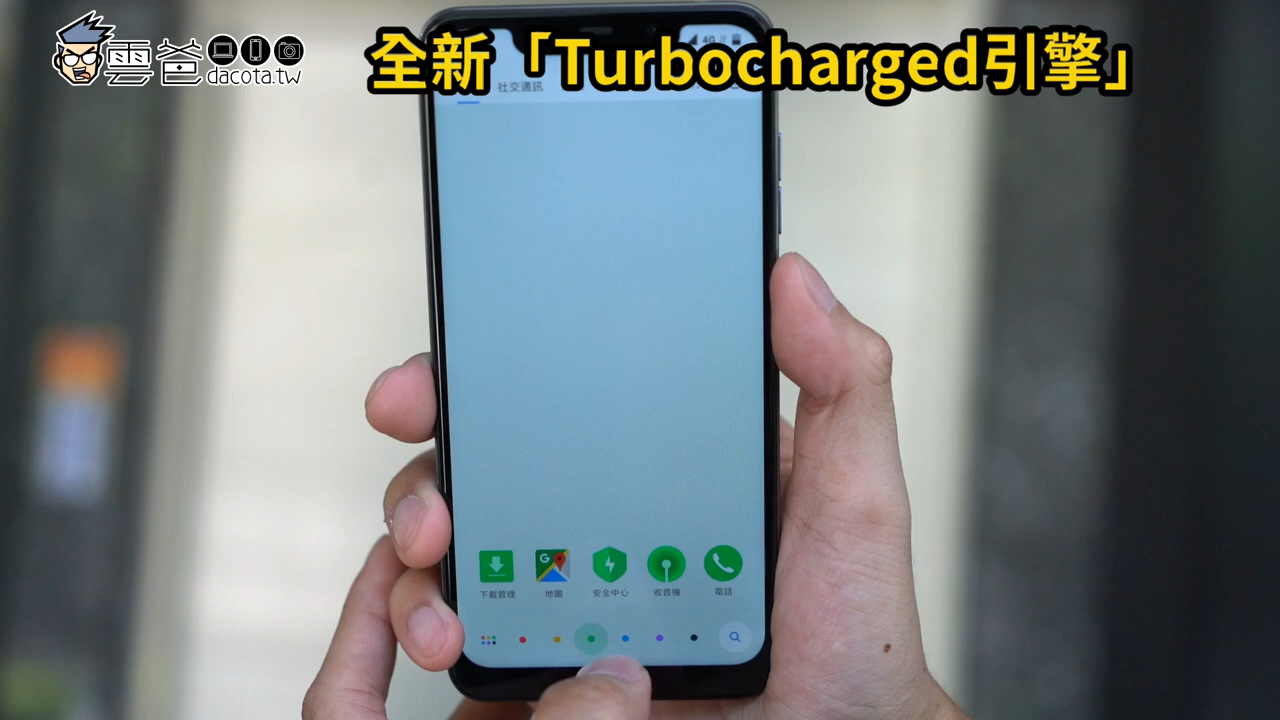 雲爸
dacota.tw
全新「Turbocharged引擎」
4G
社交通訊
G
下載管理
地圖
安全中心
收音機
電話